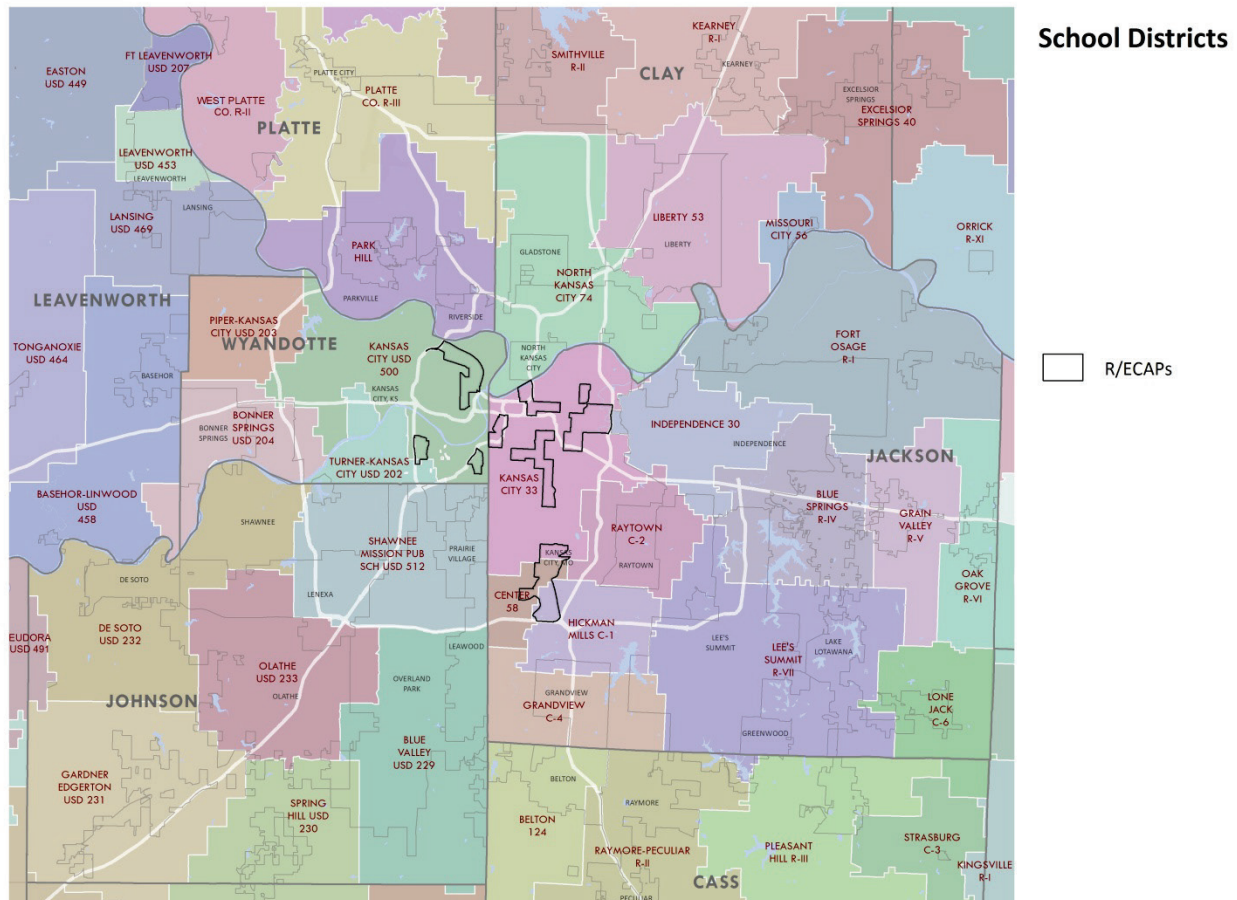 School Districts
R/ECAPs
KEARNEY
R-I
FT LEAVENWORTH
USD 207
SMITHVILLE
R-II
EASTON
USD 449
PLATTE CITY
CLAY
KEARNEY
PLATTE
CO. R-III
WEST PLATTE
CO. R-II
EXCELSIOR
SPRINGS
EXCELSIOR
SPRINGS 40
PLATTE
LEAVENWORTH
USD 453
LEAVENWORTH
LANSING
LANSING
USD 469
LIBERTY 53
MISSOURI
CITY 56
ORRICK
R-XI
PARK
HILL
LIBERTY
GLADSTONE
NORTH
KANSAS
CITY 74
LEAVENWORTH
PARKVILLE
RIVERSIDE
PIPER-KANSAS
CITY USD 203
WYANDOTTE
KANSAS
CITY USD
500
FORT
OSAGE
R-I
TONGANOXIE
USD 464
NORTH
KANSAS
CITY
BASEHOR
KANSAS
CITY, KS
BONNER
SPRINGS
USD 204
BONNER
SPRINGS
INDEPENDENCE 30
INDEPENDENCE
TURNER-KANSAS
CITY USD 202
JACKSON
KANSAS
CITY 33
BASEHOR-LINWOOD
USD
458
BLUE
SPRINGS
R-IV
GRAIN
VALLEY
R-V
SHAWNEE
RAYTOWN
C-2
SHAWNEE
MISSION PUB
SCH USD 512
PRAIRIE
VILLAGE
KANSAS
CITY, MO
RAYTOWN
DE SOTO
OAK
GROVE
R-VI
LENEXA
CENTER
58
DE SOTO
USD 232
EUDORA
USD 491
HICKMAN
MILLS C-1
LEE'S
SUMMIT
LAKE
LOTAWANA
LEAWOOD
LEE'S
SUMMIT
R-VII
OLATHE
USD 233
OLATHE
OVERLAND
PARK
JOHNSON
GRANDVIEW
GRANDVIEW
C-4
LONE
JACK
C-6
GREENWOOD
BLUE
VALLEY
USD 229
GARDNER
EDGERTON
USD 231
BELTON
SPRING
HILL USD
230
RAYMORE
BELTON
124
PLEASANT
HILL R-III
STRASBURG
C-3
RAYMORE-PECULIAR
R-II
KINGSVILLE
R-I
CASS
PECULIAR